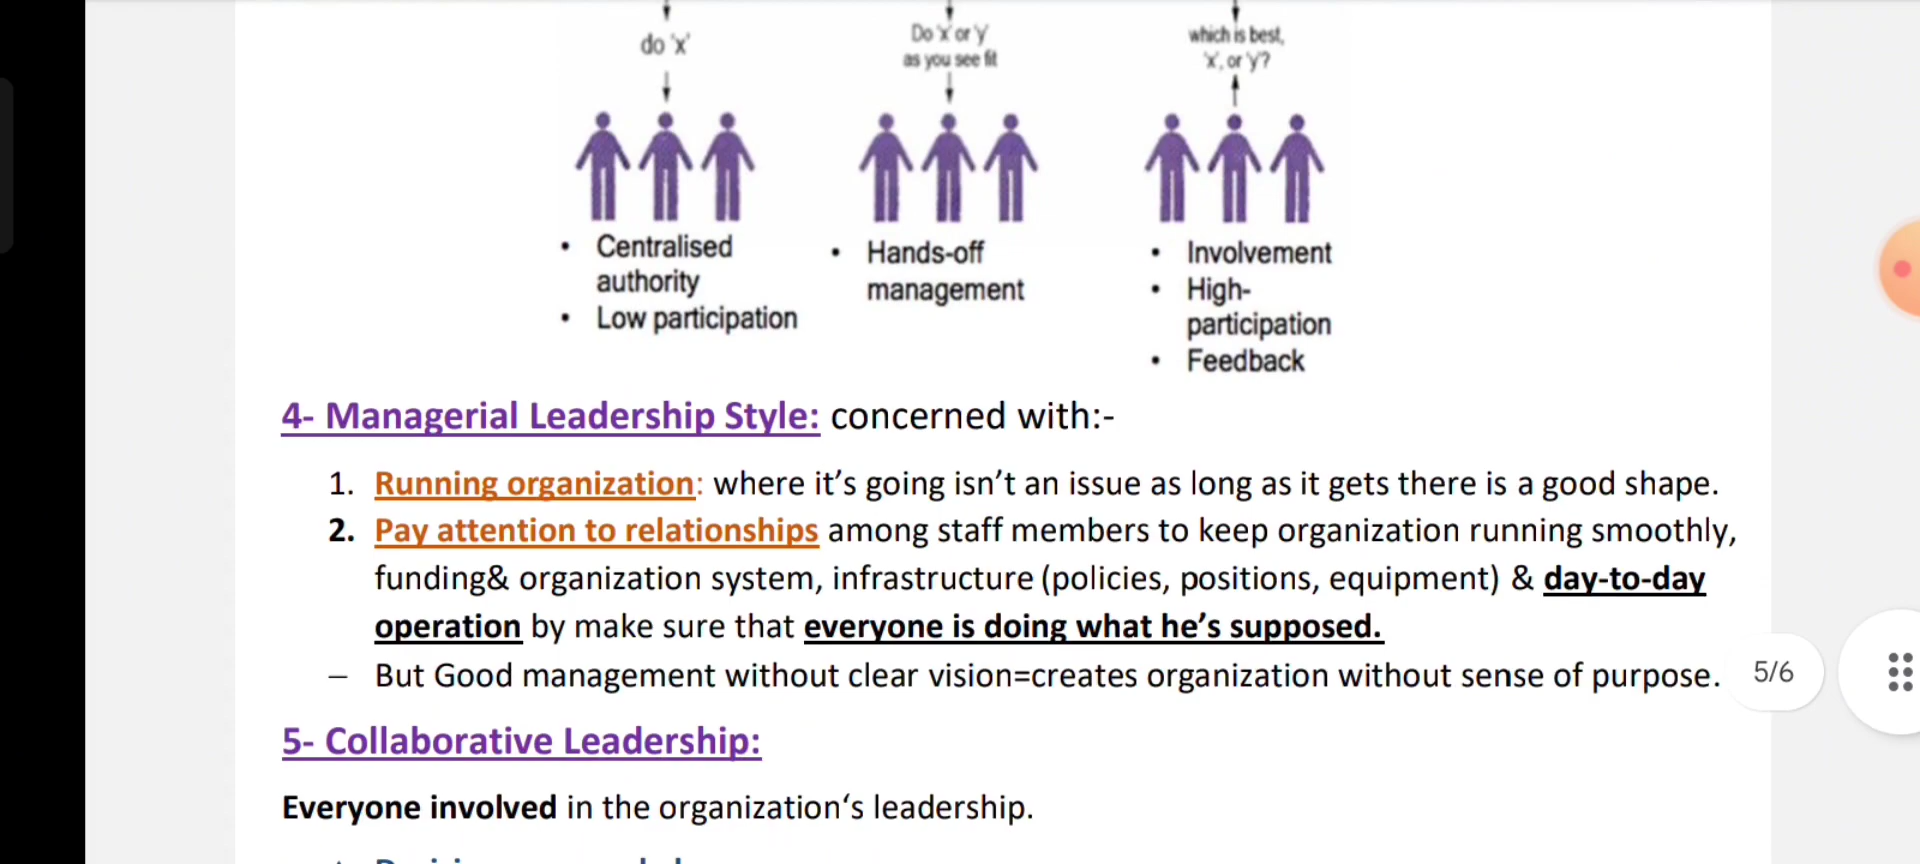 do 'x'
Do 'x' or 'y'
as you see fit
which is best,
'x', or 'y'?
• Centralised
authority
• Low participation
• Hands-off
management
• Involvement
• High-
participation
• Feedback
4- Managerial Leadership Style: concerned with:-
1. Running organization: where it's going isn't an issue as long as it gets there is a good shape.
2. Pay attention to relationships among staff members to keep organization running smoothly,
funding& organization system, infrastructure (policies, positions, equipment) & day-to-day
operation by make sure that everyone is doing what he's supposed.
– But Good management without clear vision=creates organization without sense of purpose.
5/6
5- Collaborative Leadership:
Everyone involved in the organization‘s leadership.